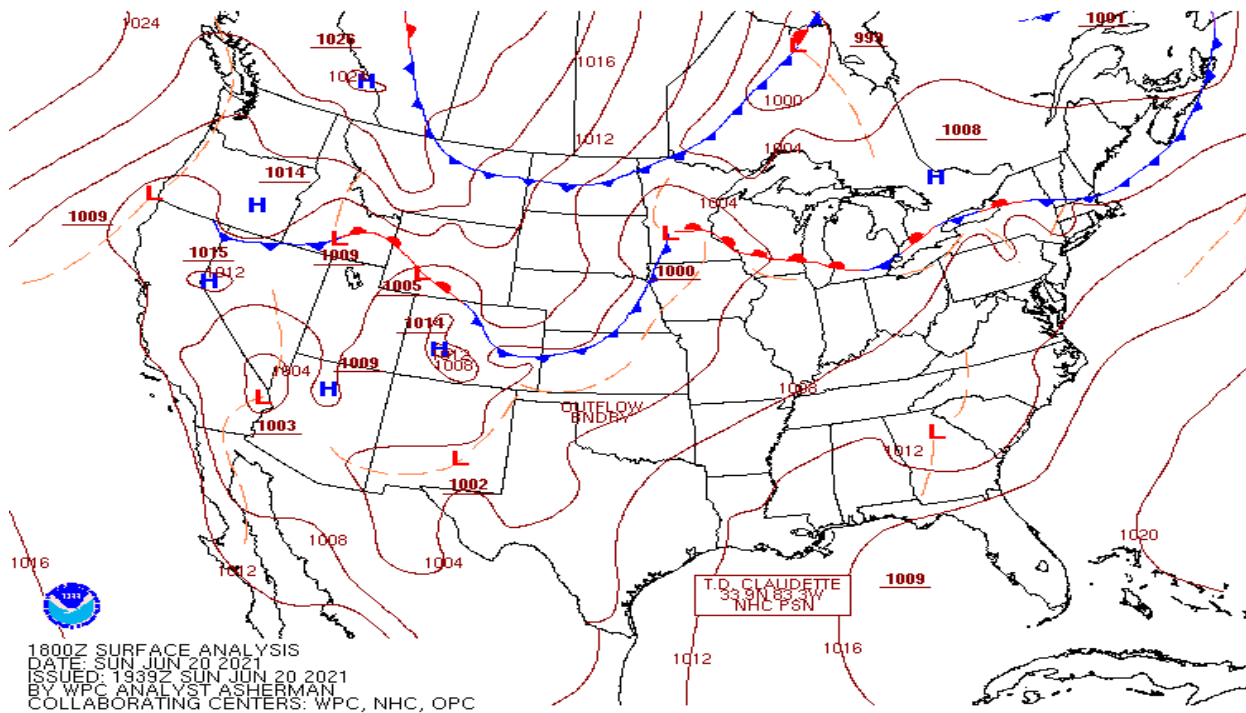 1024
1026
1024
1016
1001
999
1000
1012
1004
1008
1014
1009
1004
1015
1012
1009
1005
1000
1014
1012
1008
1009
1004
1008
OUTFLOW
BNDRY
1003
1012
1002
1008
1004
1012
1016
1020
1009
T.D. CLAUDETTE
33.9N 83.3W
NHC PSN
1012
1016
H
L
H
L
H
L
L
L
H
H
H
L
L
L
1800Z SURFACE ANALYSIS
DATE: SUN JUN 20 2021
ISSUED: 1939Z SUN JUN 20 2021
BY WPC ANALYST ASHERMAN
COLLABORATING CENTERS: WPC, NHC, OPC